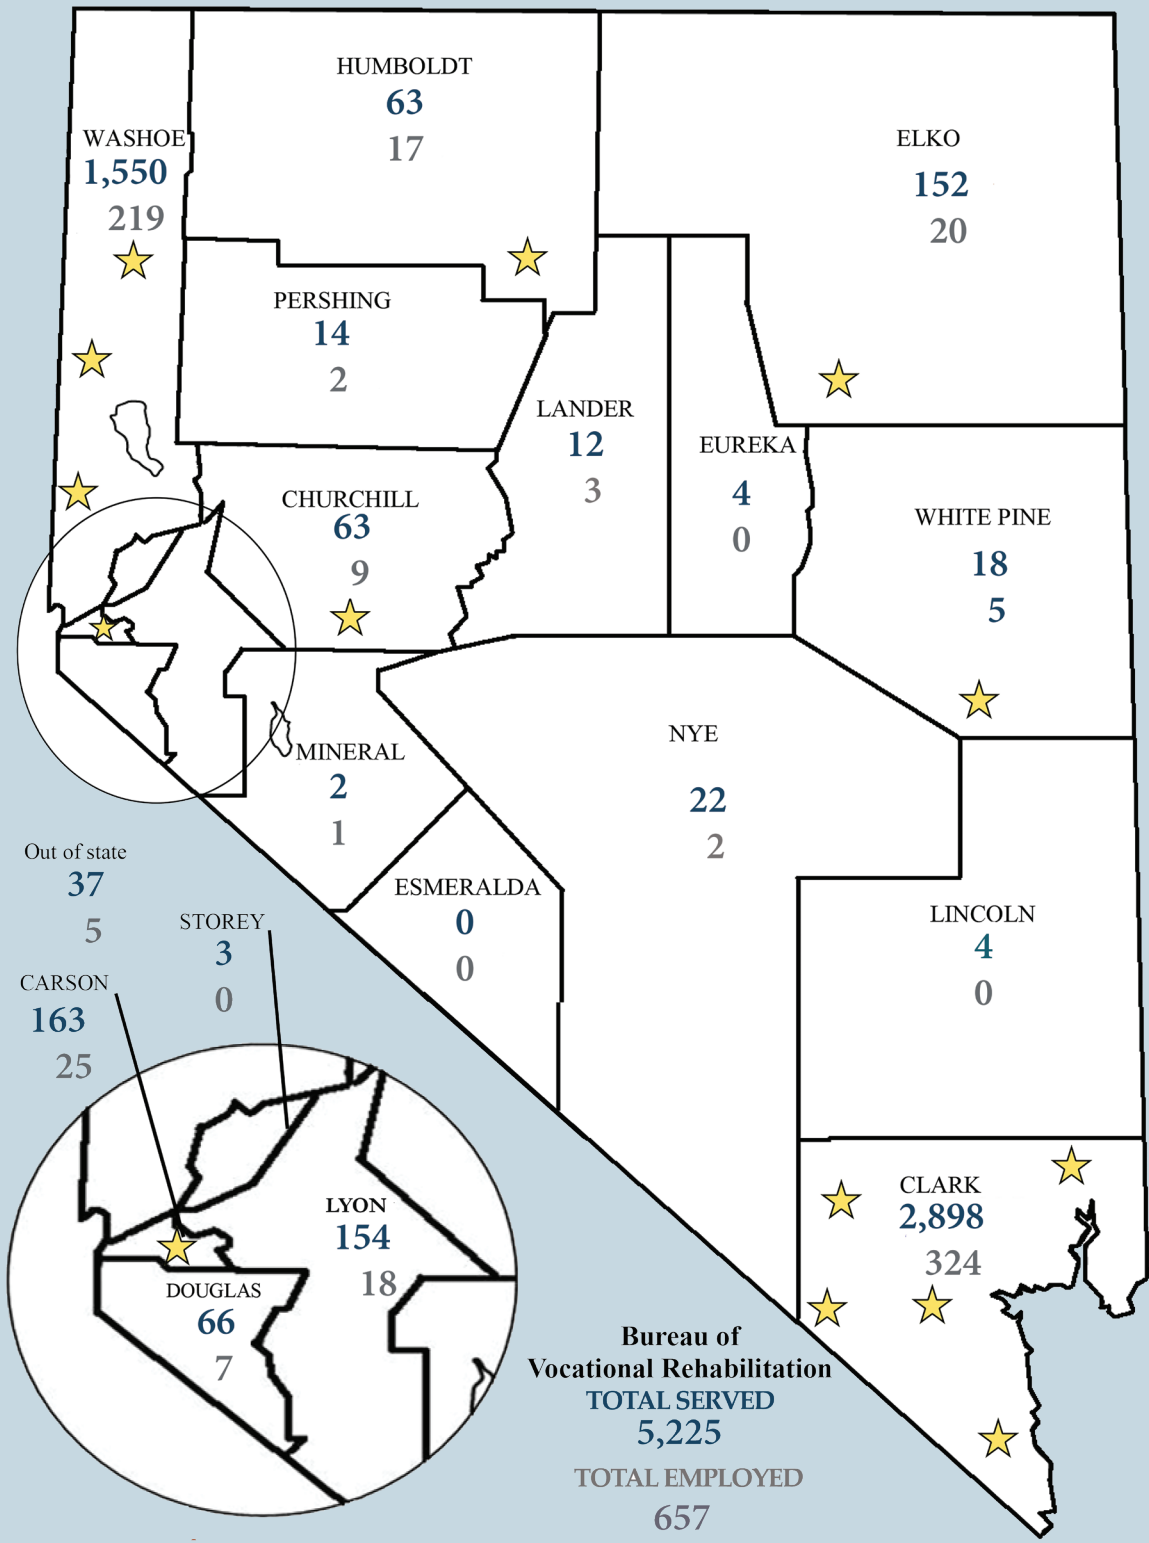 HUMBOLDT
63
17
WASHOE
1,550
219
ELKO
152
20
PERSHING
14
2
LANDER
12
3
EUREKA
4
0
CHURCHILL
63
9
WHITE PINE
18
5
NYE
22
2
MINERAL
2
1
Out of state
37
5
ESMERALDA
0
0
STOREY
3
0
LINCOLN
4
0
CARSON
163
25
LYON
154
18
DOUGLAS
66
7
CLARK
2,898
324
Bureau of
Vocational Rehabilitation
TOTAL SERVED
5,225
TOTAL EMPLOYED
657